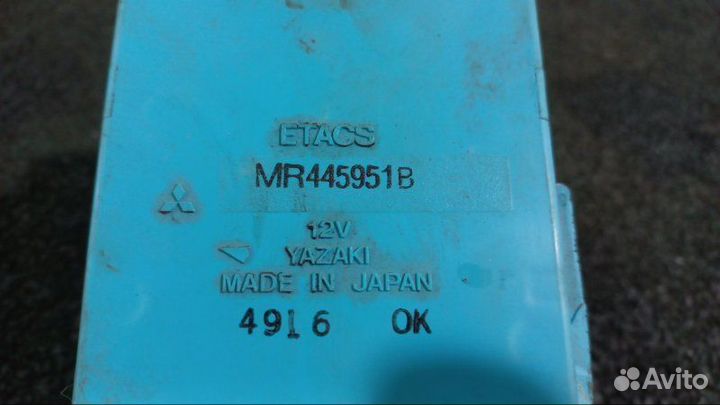 ETACS
MR445951B
12V
YAZAKI
MADE IN JAPAN
4916 OK
Avito